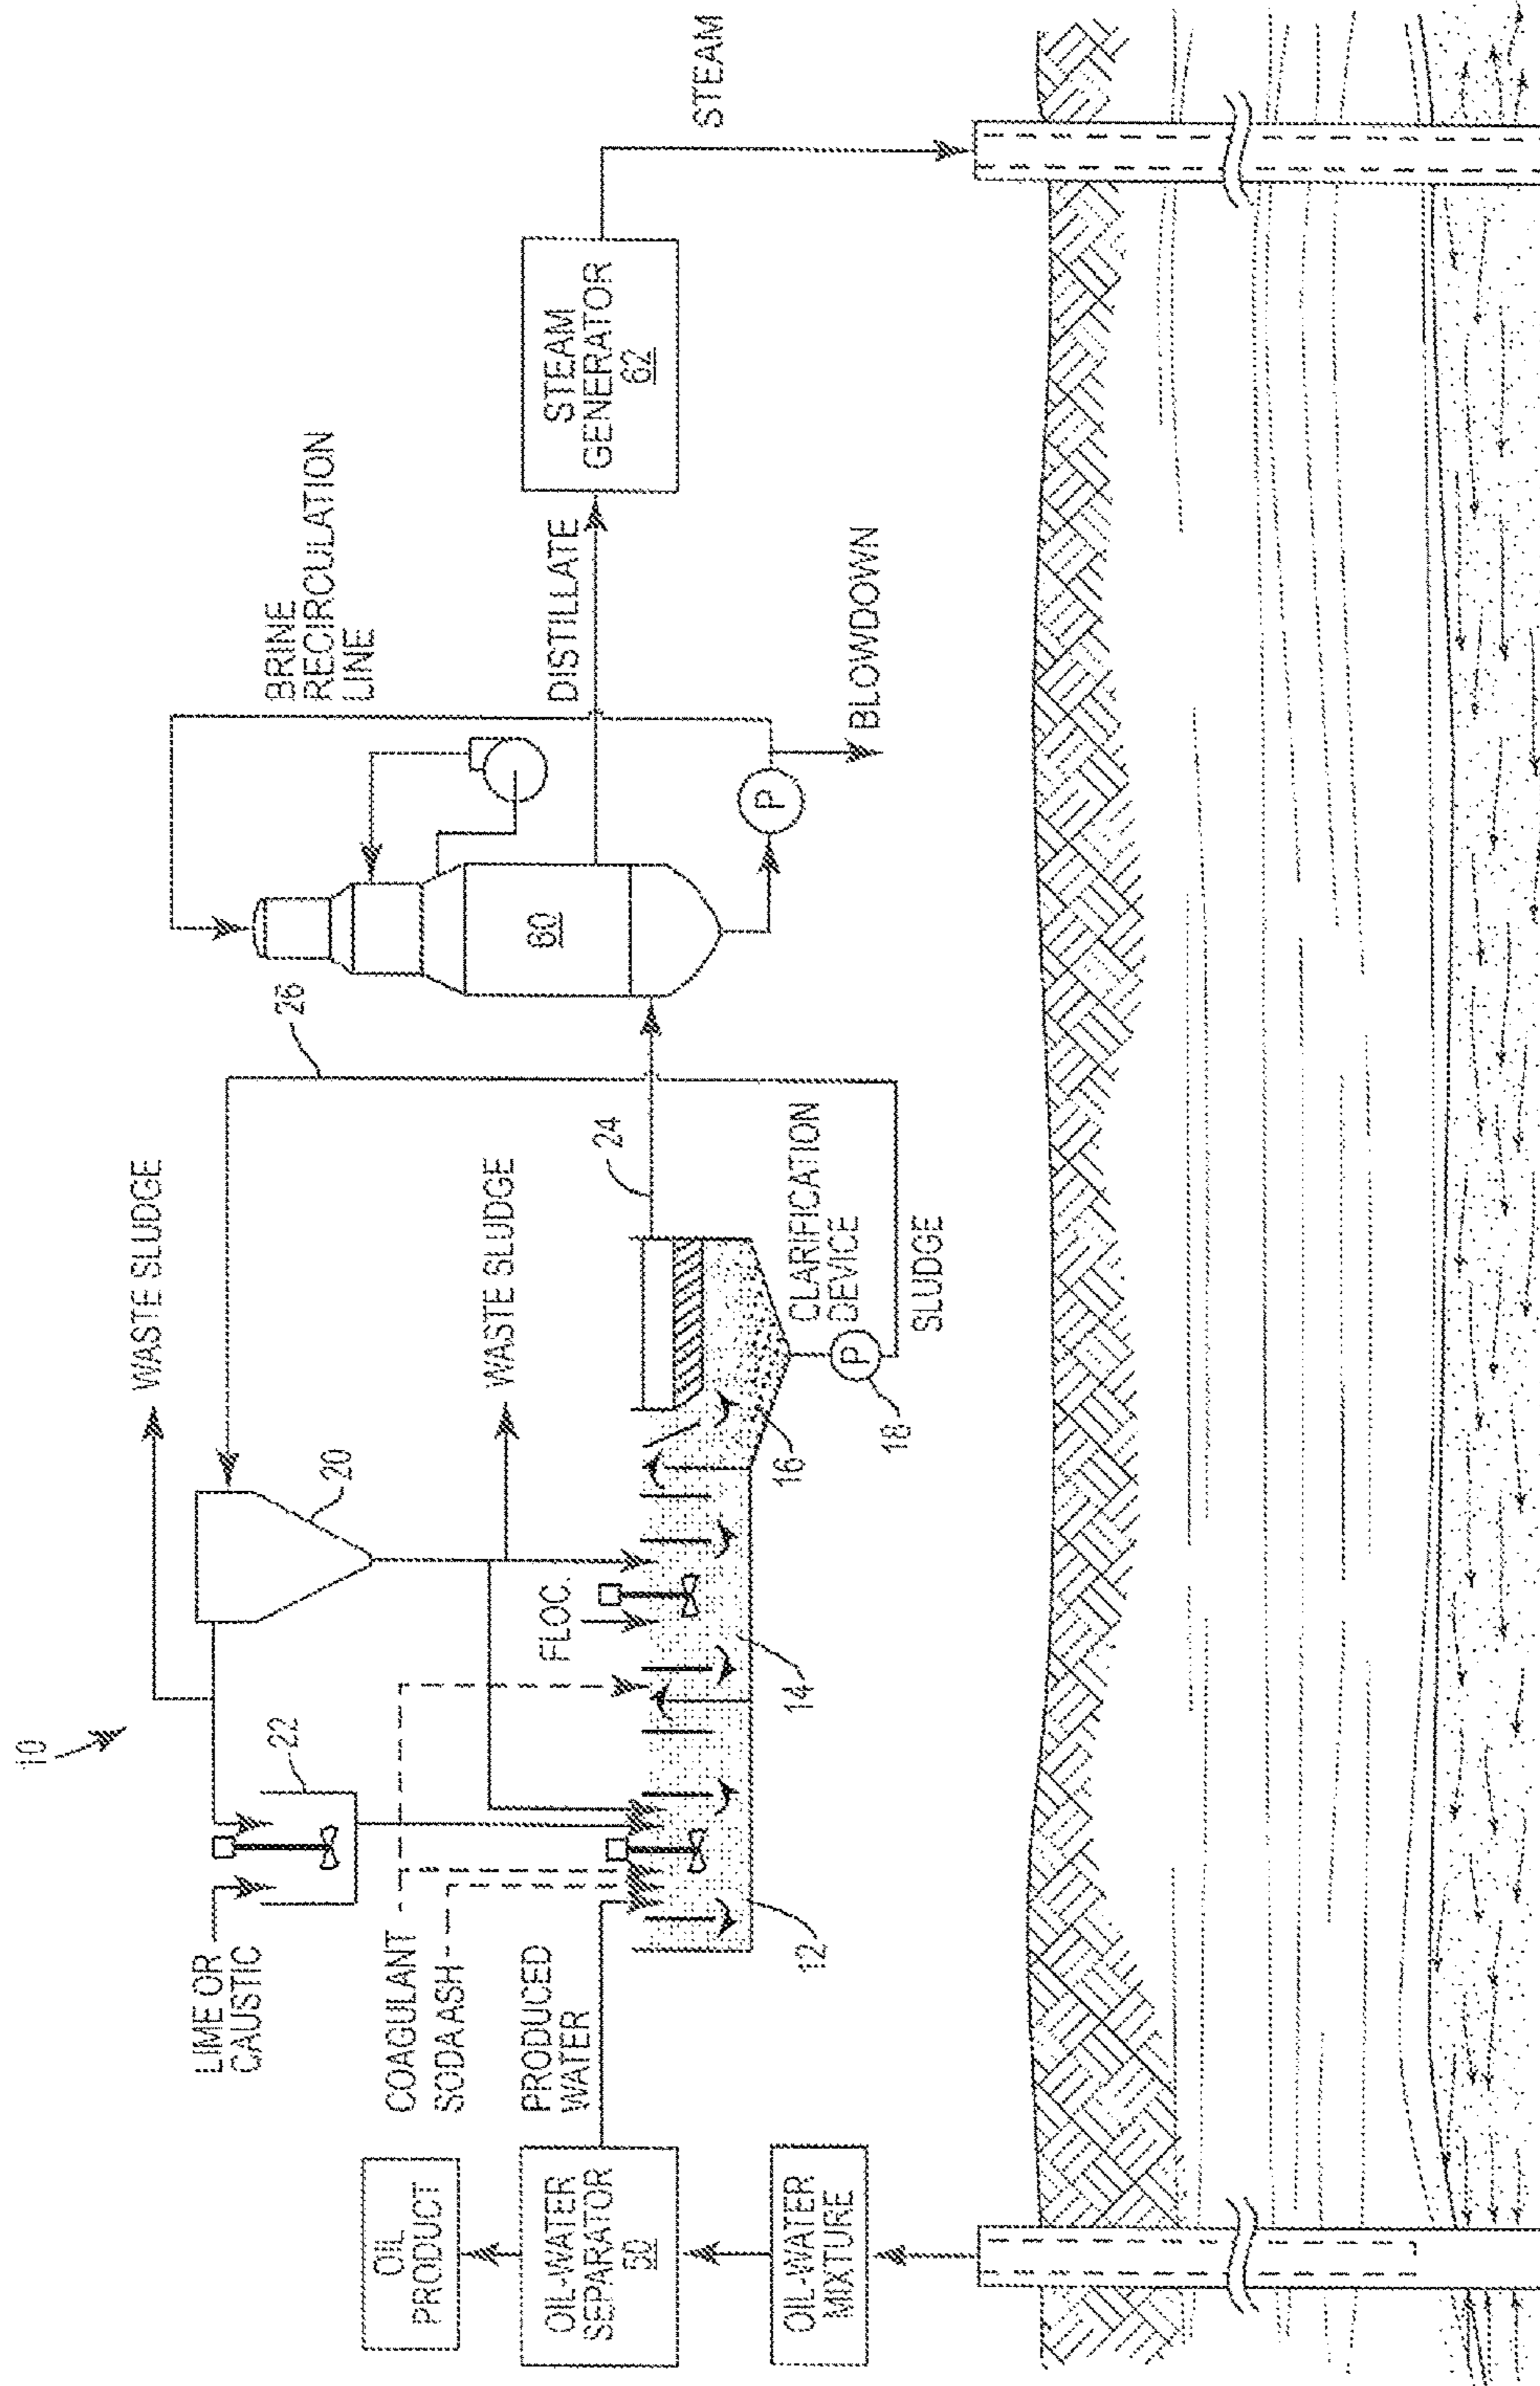 10
WASTE SLUDGE
26
BRINE
RECIRCULATION
LINE
LIME OR
CAUSTIC
22
20
OIL
PRODUCT
COAGULANT
SODA ASH
WASTE SLUDGE
PRODUCED
WATER
FLOC.
24
60
DISTILLATE
STEAM
GENERATOR
62
STEAM
OIL-WATER
SEPARATOR
50
OIL-WATER
MIXTURE
12
14
16
CLARIFICATION
DEVICE
18
P
SLUDGE
P
BLOWDOWN